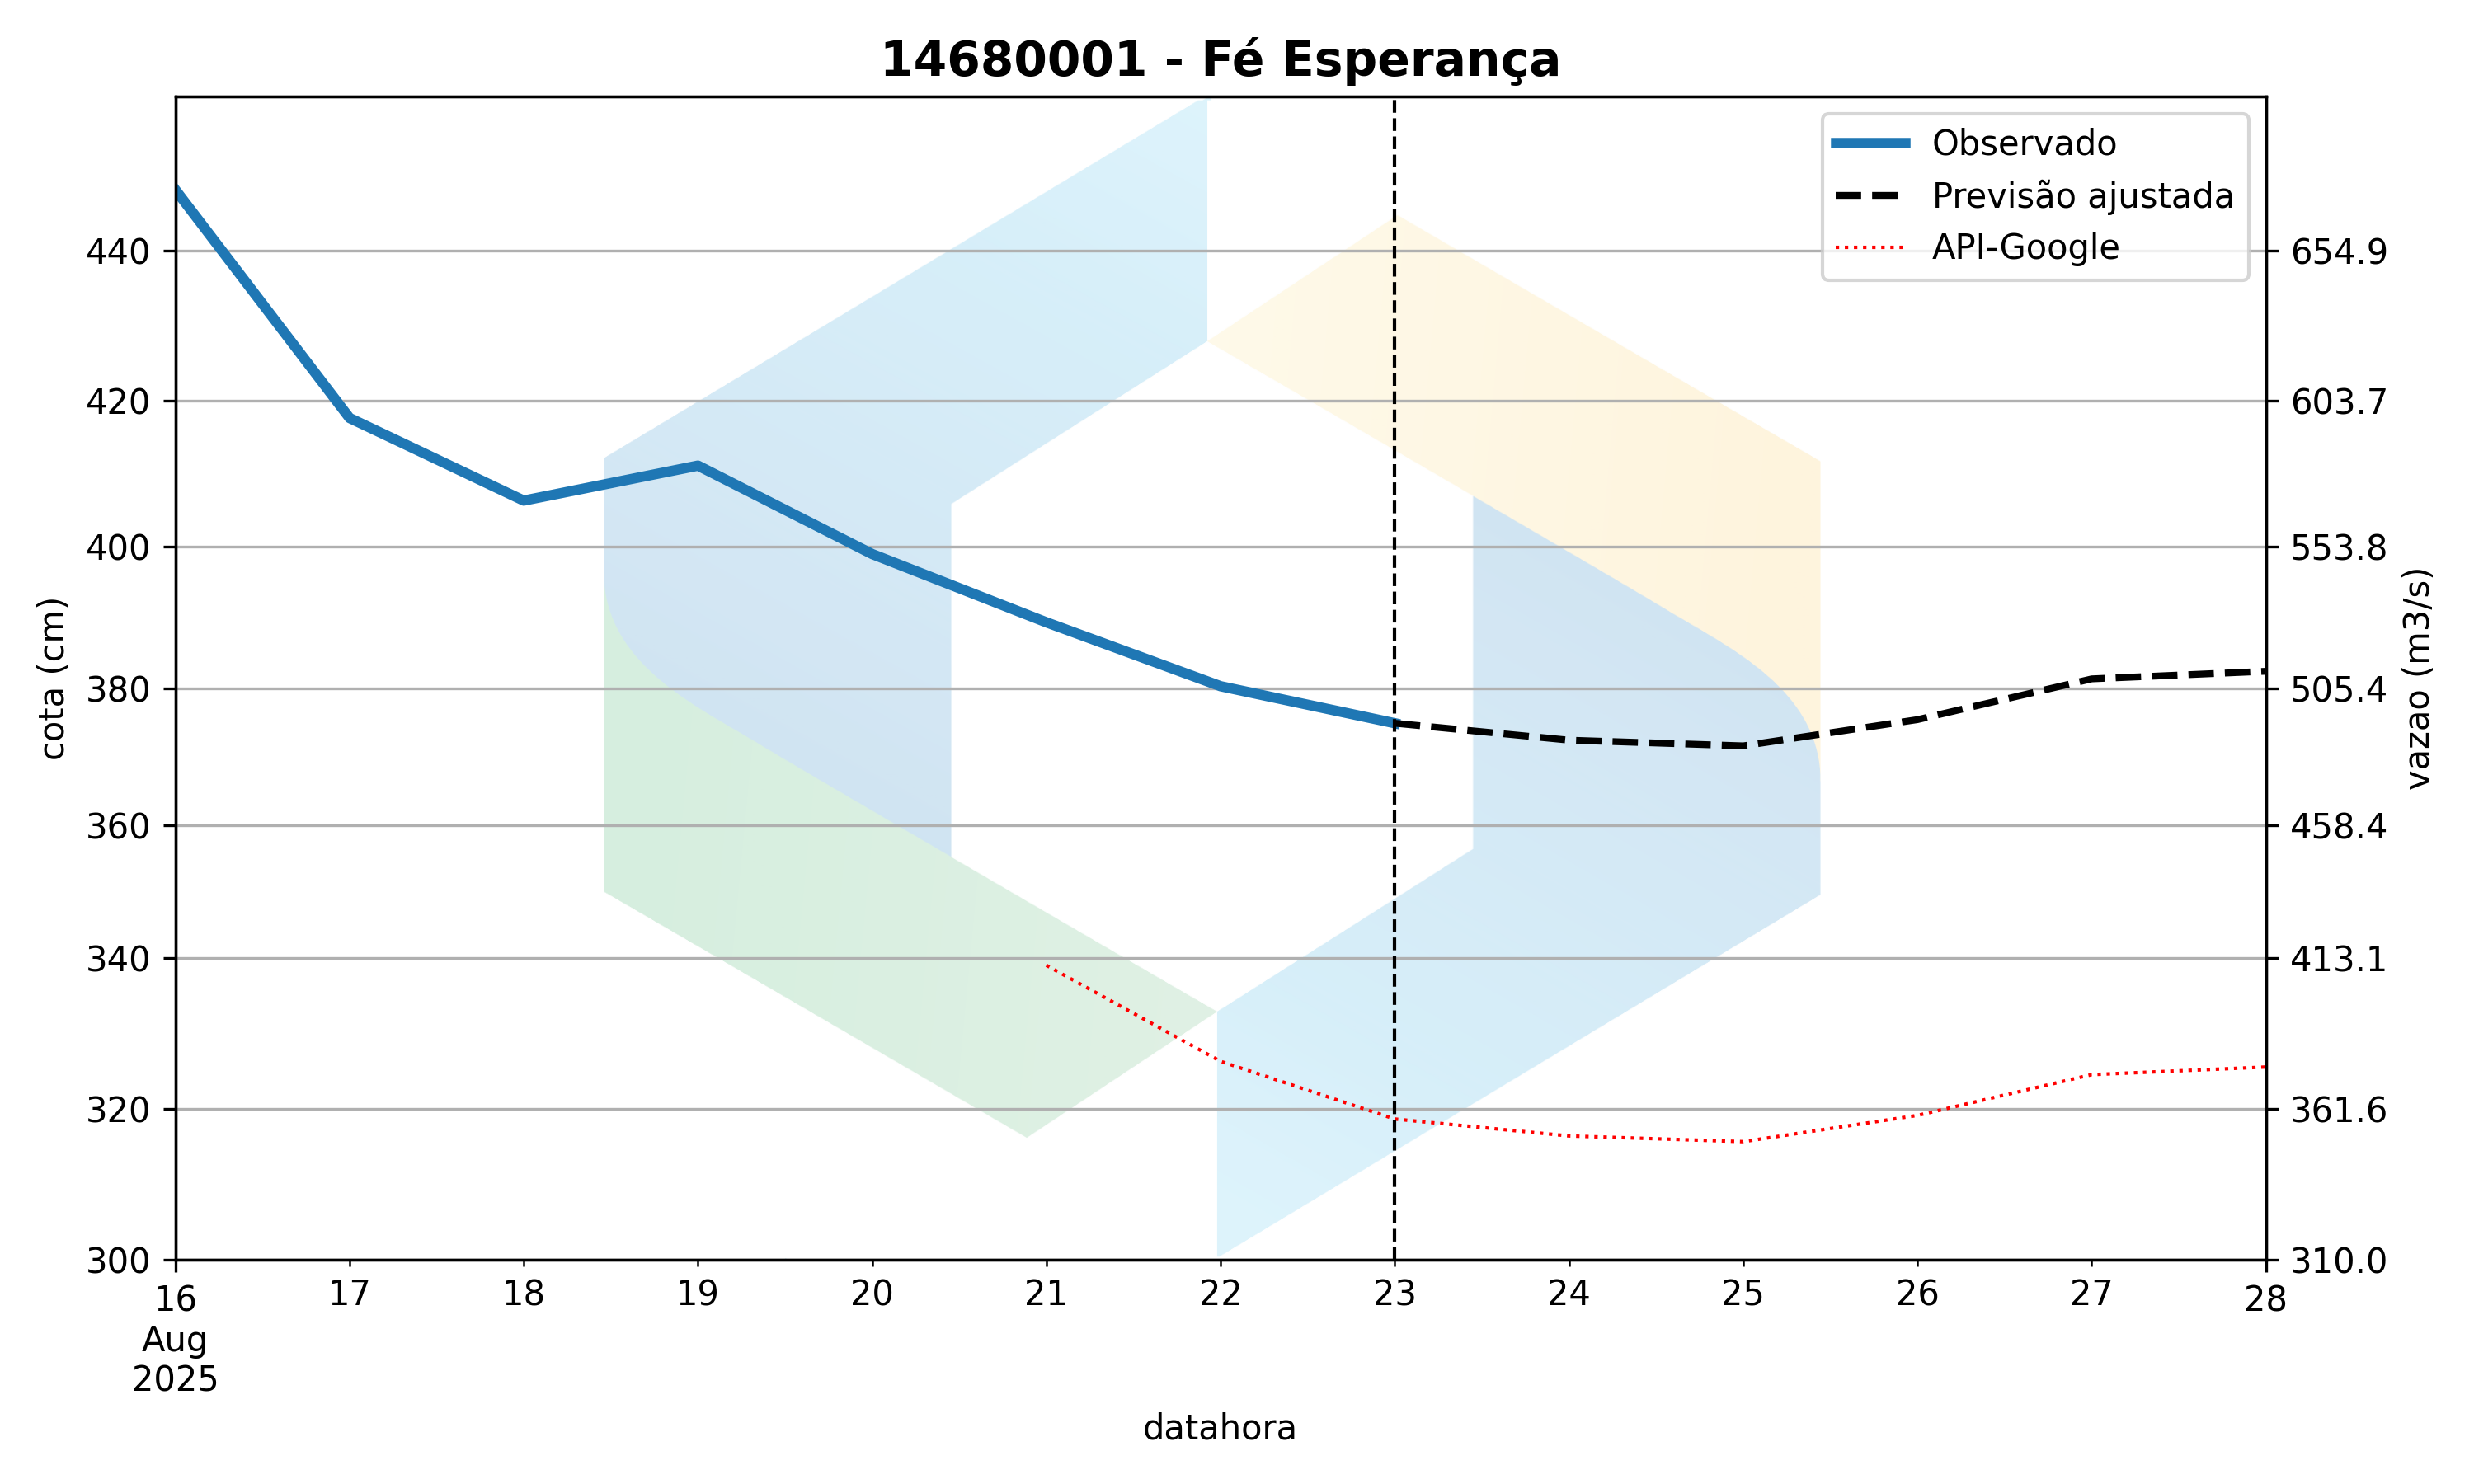 14680001 - Fé Esperança
Observado
Previsão ajustada
API-Google
440
420
400
380
360
340
320
300
cota (cm)
654.9
603.7
553.8
505.4
458.4
413.1
361.6
310.0
vazao (m3/s)
16 17 18 19 20 21 22 23 24 25 26 27 28
Aug
2025
datahora